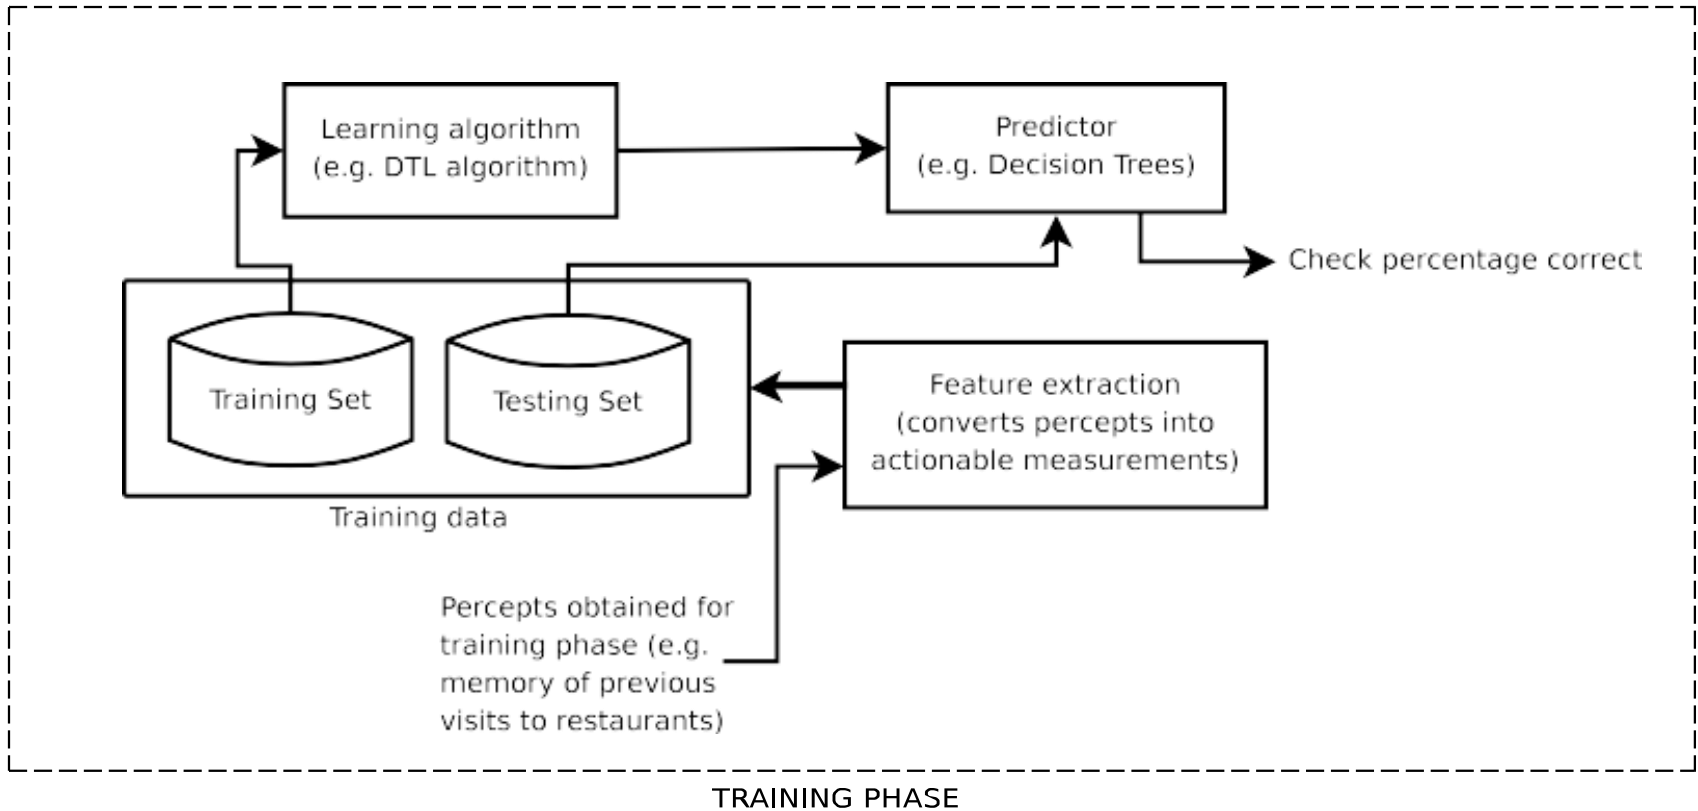 Learning algorithm
(e.g. DTL algorithm)
Predictor
(e.g. Decision Trees)
Check percentage correct
Training Set
Testing Set
Training data
Feature extraction
(converts percepts into
actionable measurements)
Percepts obtained for
training phase (e.g.
memory of previous
visits to restaurants)
TRAINING PHASE